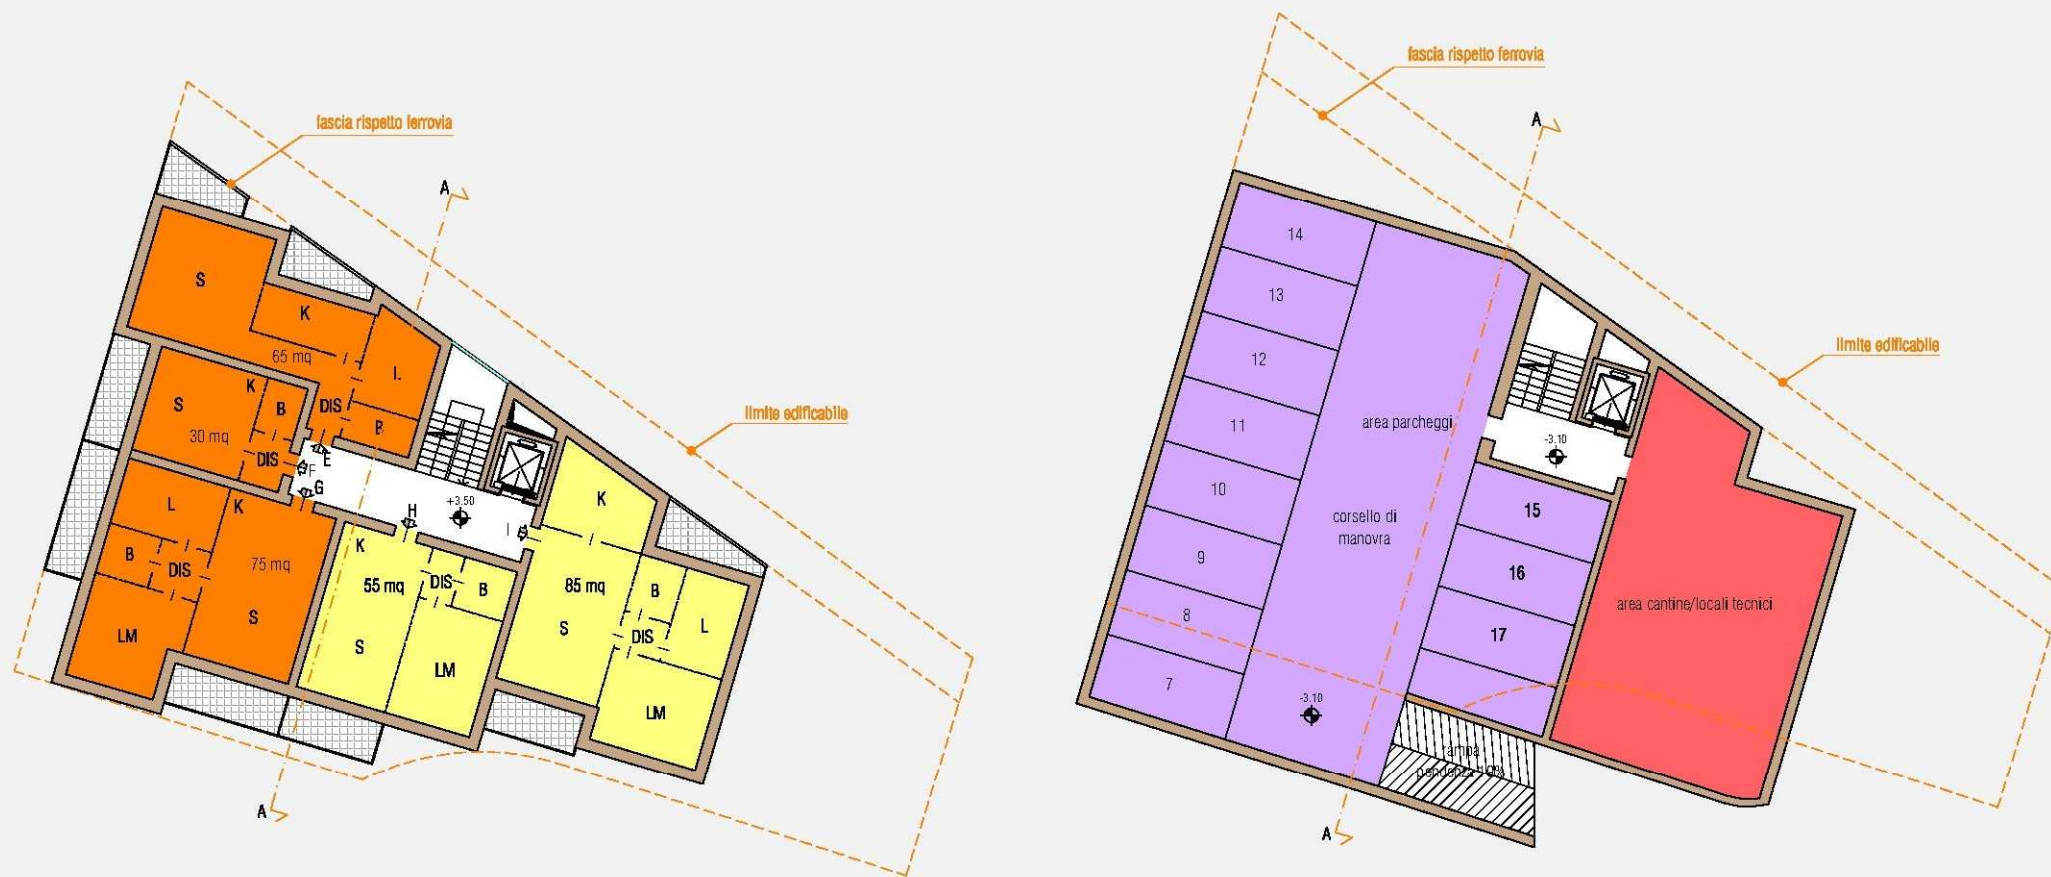 fascia rispetto ferrovia
A
limite edificabile
S
K
65 mq
I.
S
K
B
30 mq
DIS
B
DIS
E
F
G
L
K
B
DIS
75 mq
S
LM
+3.50
H
I
K
55 mq
DIS
B
S
LM
K
85 mq
B
S
L
DIS
LM
A
fascia rispetto ferrovia
A
limite edificabile
14
13
12
11
10
9
8
7
area parcheggi
corsello di
manovra
-3.10
15
16
17
area cantine/locali tecnici
-3.10
rampa
A